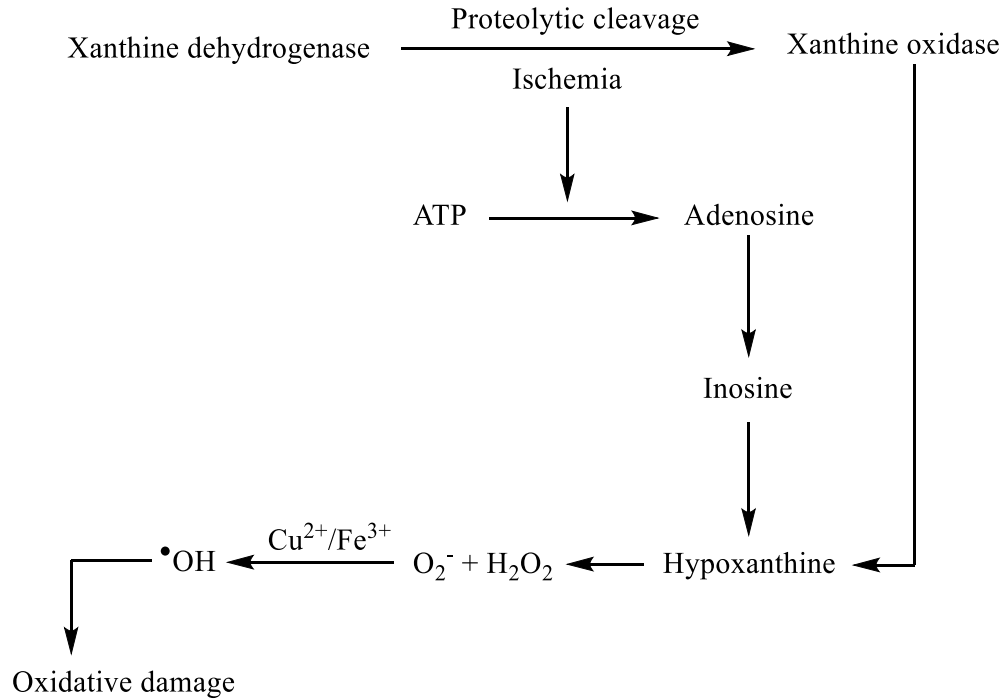 Proteolytic cleavage
Xanthine dehydrogenase
Xanthine oxidase
Ischemia
ATP
Adenosine
Inosine
Cu²⁺/Fe³⁺
•OH
O₂⁻ + H₂O₂
Hypoxanthine
Oxidative damage